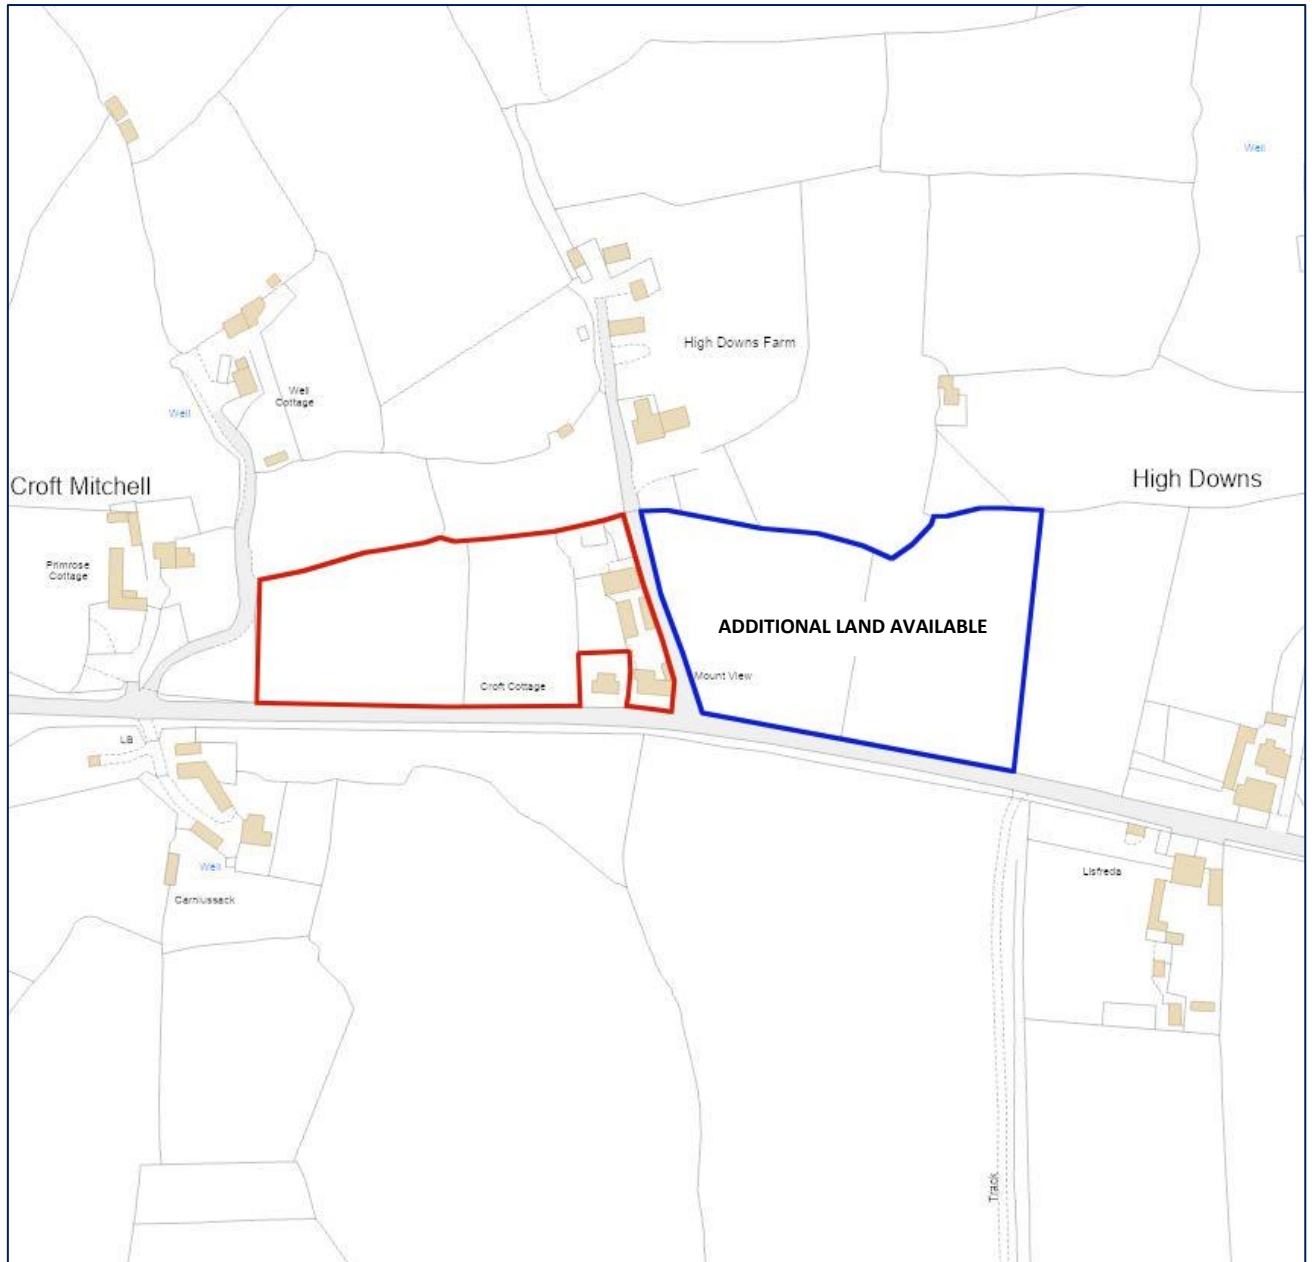 Well
High Downs Farm
Well
Cottage
Well
Croft Mitchell
High Downs
Primrose
Cottage
ADDITIONAL LAND AVAILABLE
Mount View
Croft Cottage
LB
Well
Carnlussack
Lisfreda
Track